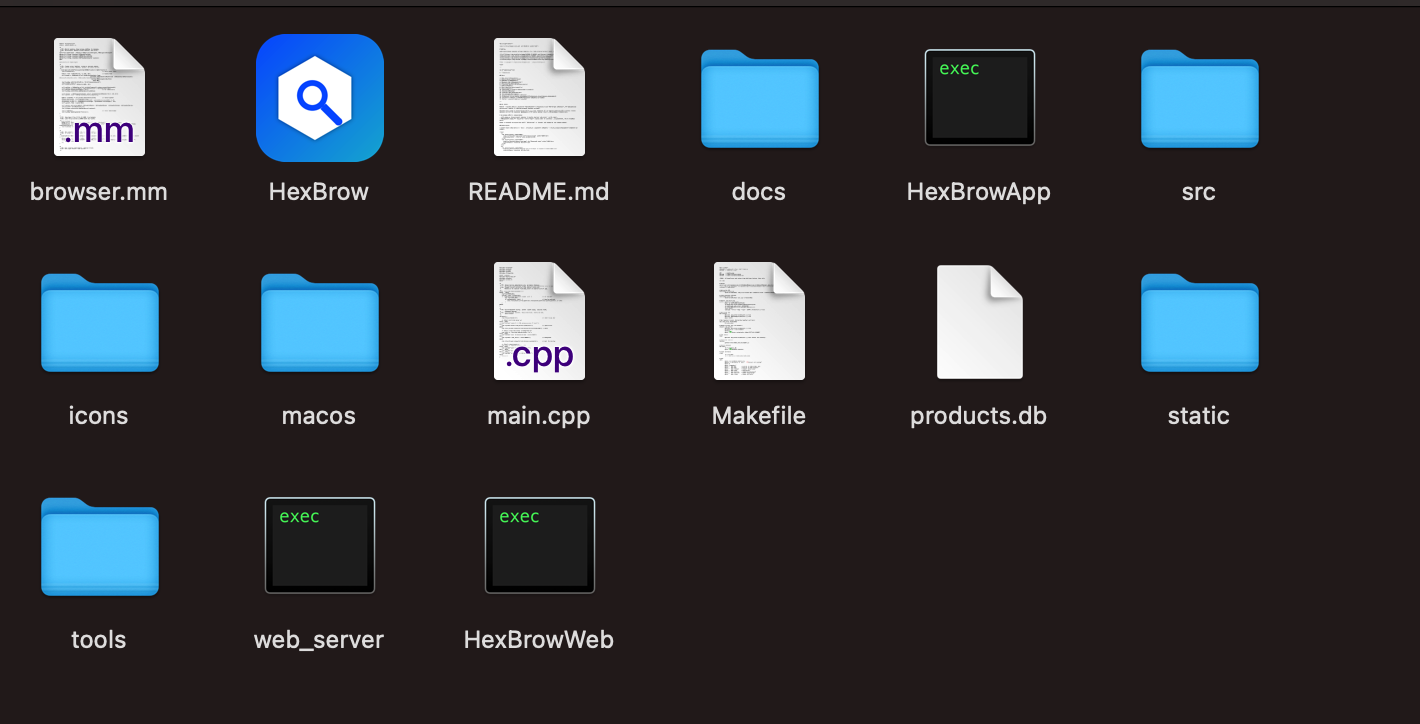 .mm
browser.mm
HexBrow
README.md
docs
exec
HexBrowApp
src
icons
macos
.cpp
main.cpp
Makefile
products.db
static
tools
exec
web_server
exec
HexBrowWeb